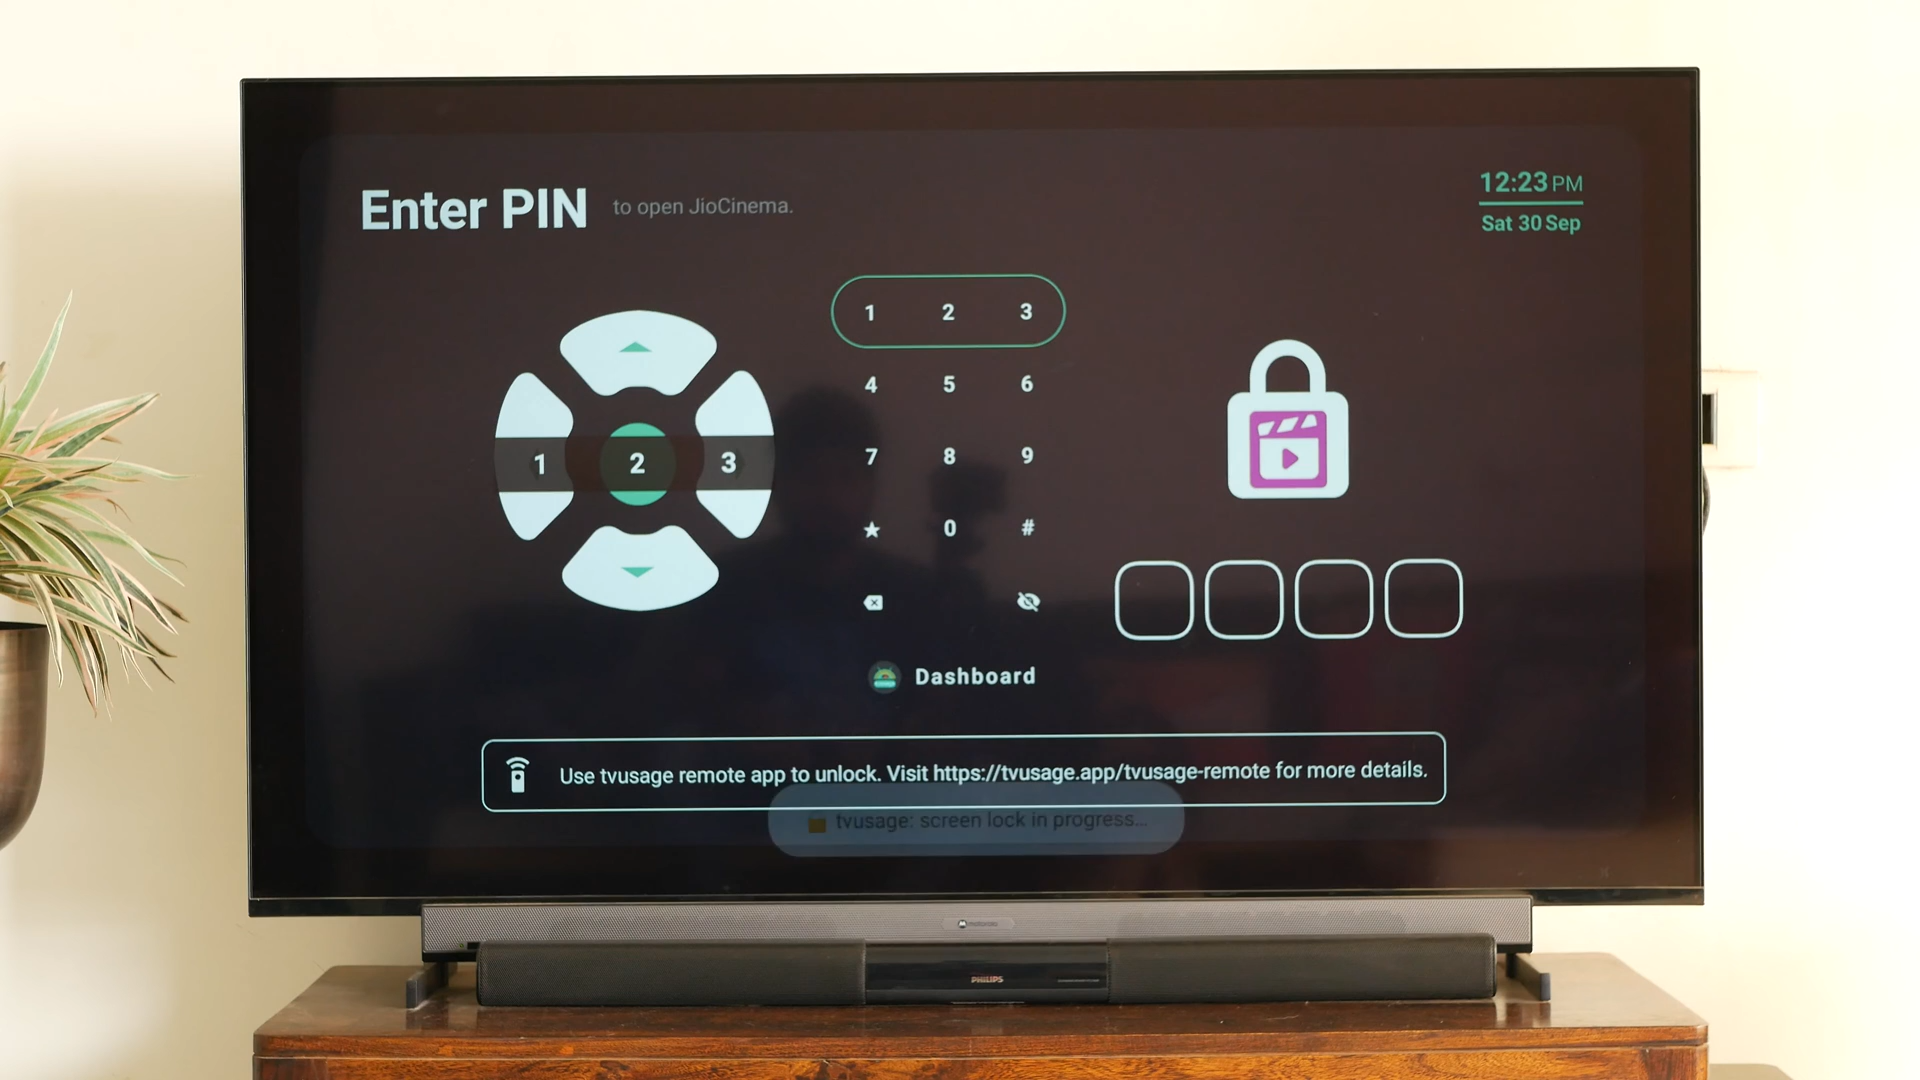 Enter PIN to open JioCinema.
12:23 PM
Sat 30 Sep
1 2 3
1 2 3
4 5 6
7 8 9
★ 0 #
Dashboard
Use tvusage remote app to unlock. Visit https://tvusage.app/tvusage-remote for more details.
tvusage: screen lock in progress...
PHILIPS